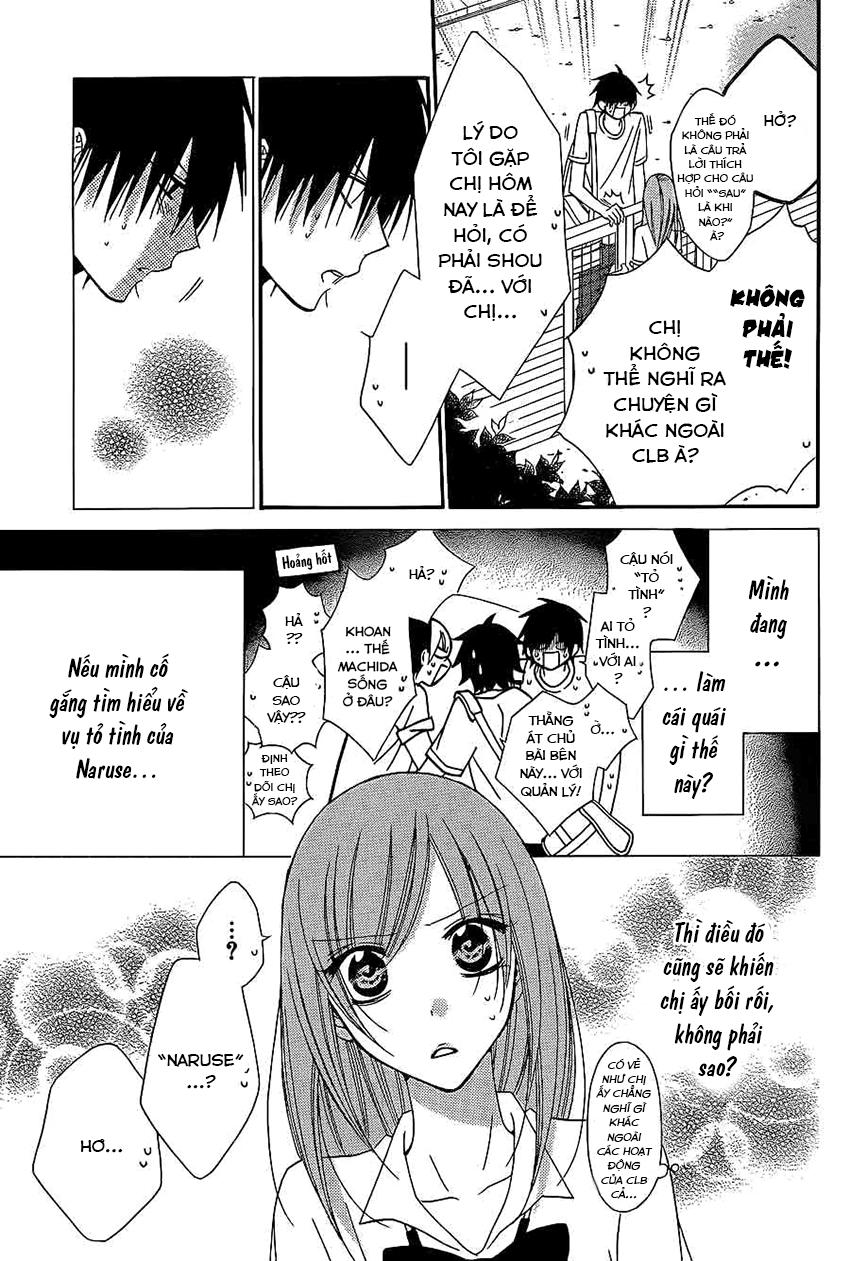 HỞ?
THẾ ĐÓ
KHÔNG PHẢI
LÀ CÂU TRẢ
LỜI THÍCH
HỢP CHO CÂU
HỎI ““SAU”
LÀ KHI
NÀO?”
À?
KHÔNG
PHẢI
THẾ!
CHỊ
KHÔNG
THỂ NGHĨ RA
CHUYỆN GÌ
KHÁC NGOÀI
CLB À?
LÝ DO
TÔI GẶP
CHỊ HÔM
NAY LÀ ĐỂ
HỎI, CÓ
PHẢI SHOU
ĐÃ... VỚI
CHỊ...
Mình
đang
...
... làm
cái quái
gì thế
này?
CẬU NÓI
“TỎ
TÌNH”
?
AI TỎ
TÌNH...
VỚI AI
?
Ờ...
THẰNG
ÁT CHỦ
BÀI BÊN
NÀY... VỚI
QUẢN LÝ!
HẢ?
KHOAN
... THẾ
MACHIDA
SỐNG
Ở ĐÂU?
Hoảng hốt
HẢ
??
CẬU
SAO
VẬY??
ĐỊNH THEO
DÕI CHỊ
ẤY SAO?
Nếu mình cố
gắng tìm hiểu về
vụ tỏ tình của
Naruse...
Thì điều đó
cũng sẽ khiến
chị ấy bối rối,
không phải
sao?
CÓ VẺ
NHƯ CHỊ
ẤY CHẲNG
NGHĨ GÌ
KHÁC
NGOÀI
CÁC HOẠT
ĐỘNG
CỦA CLB
CẢ...
...?
“NARUSE”
...?
HƠ...